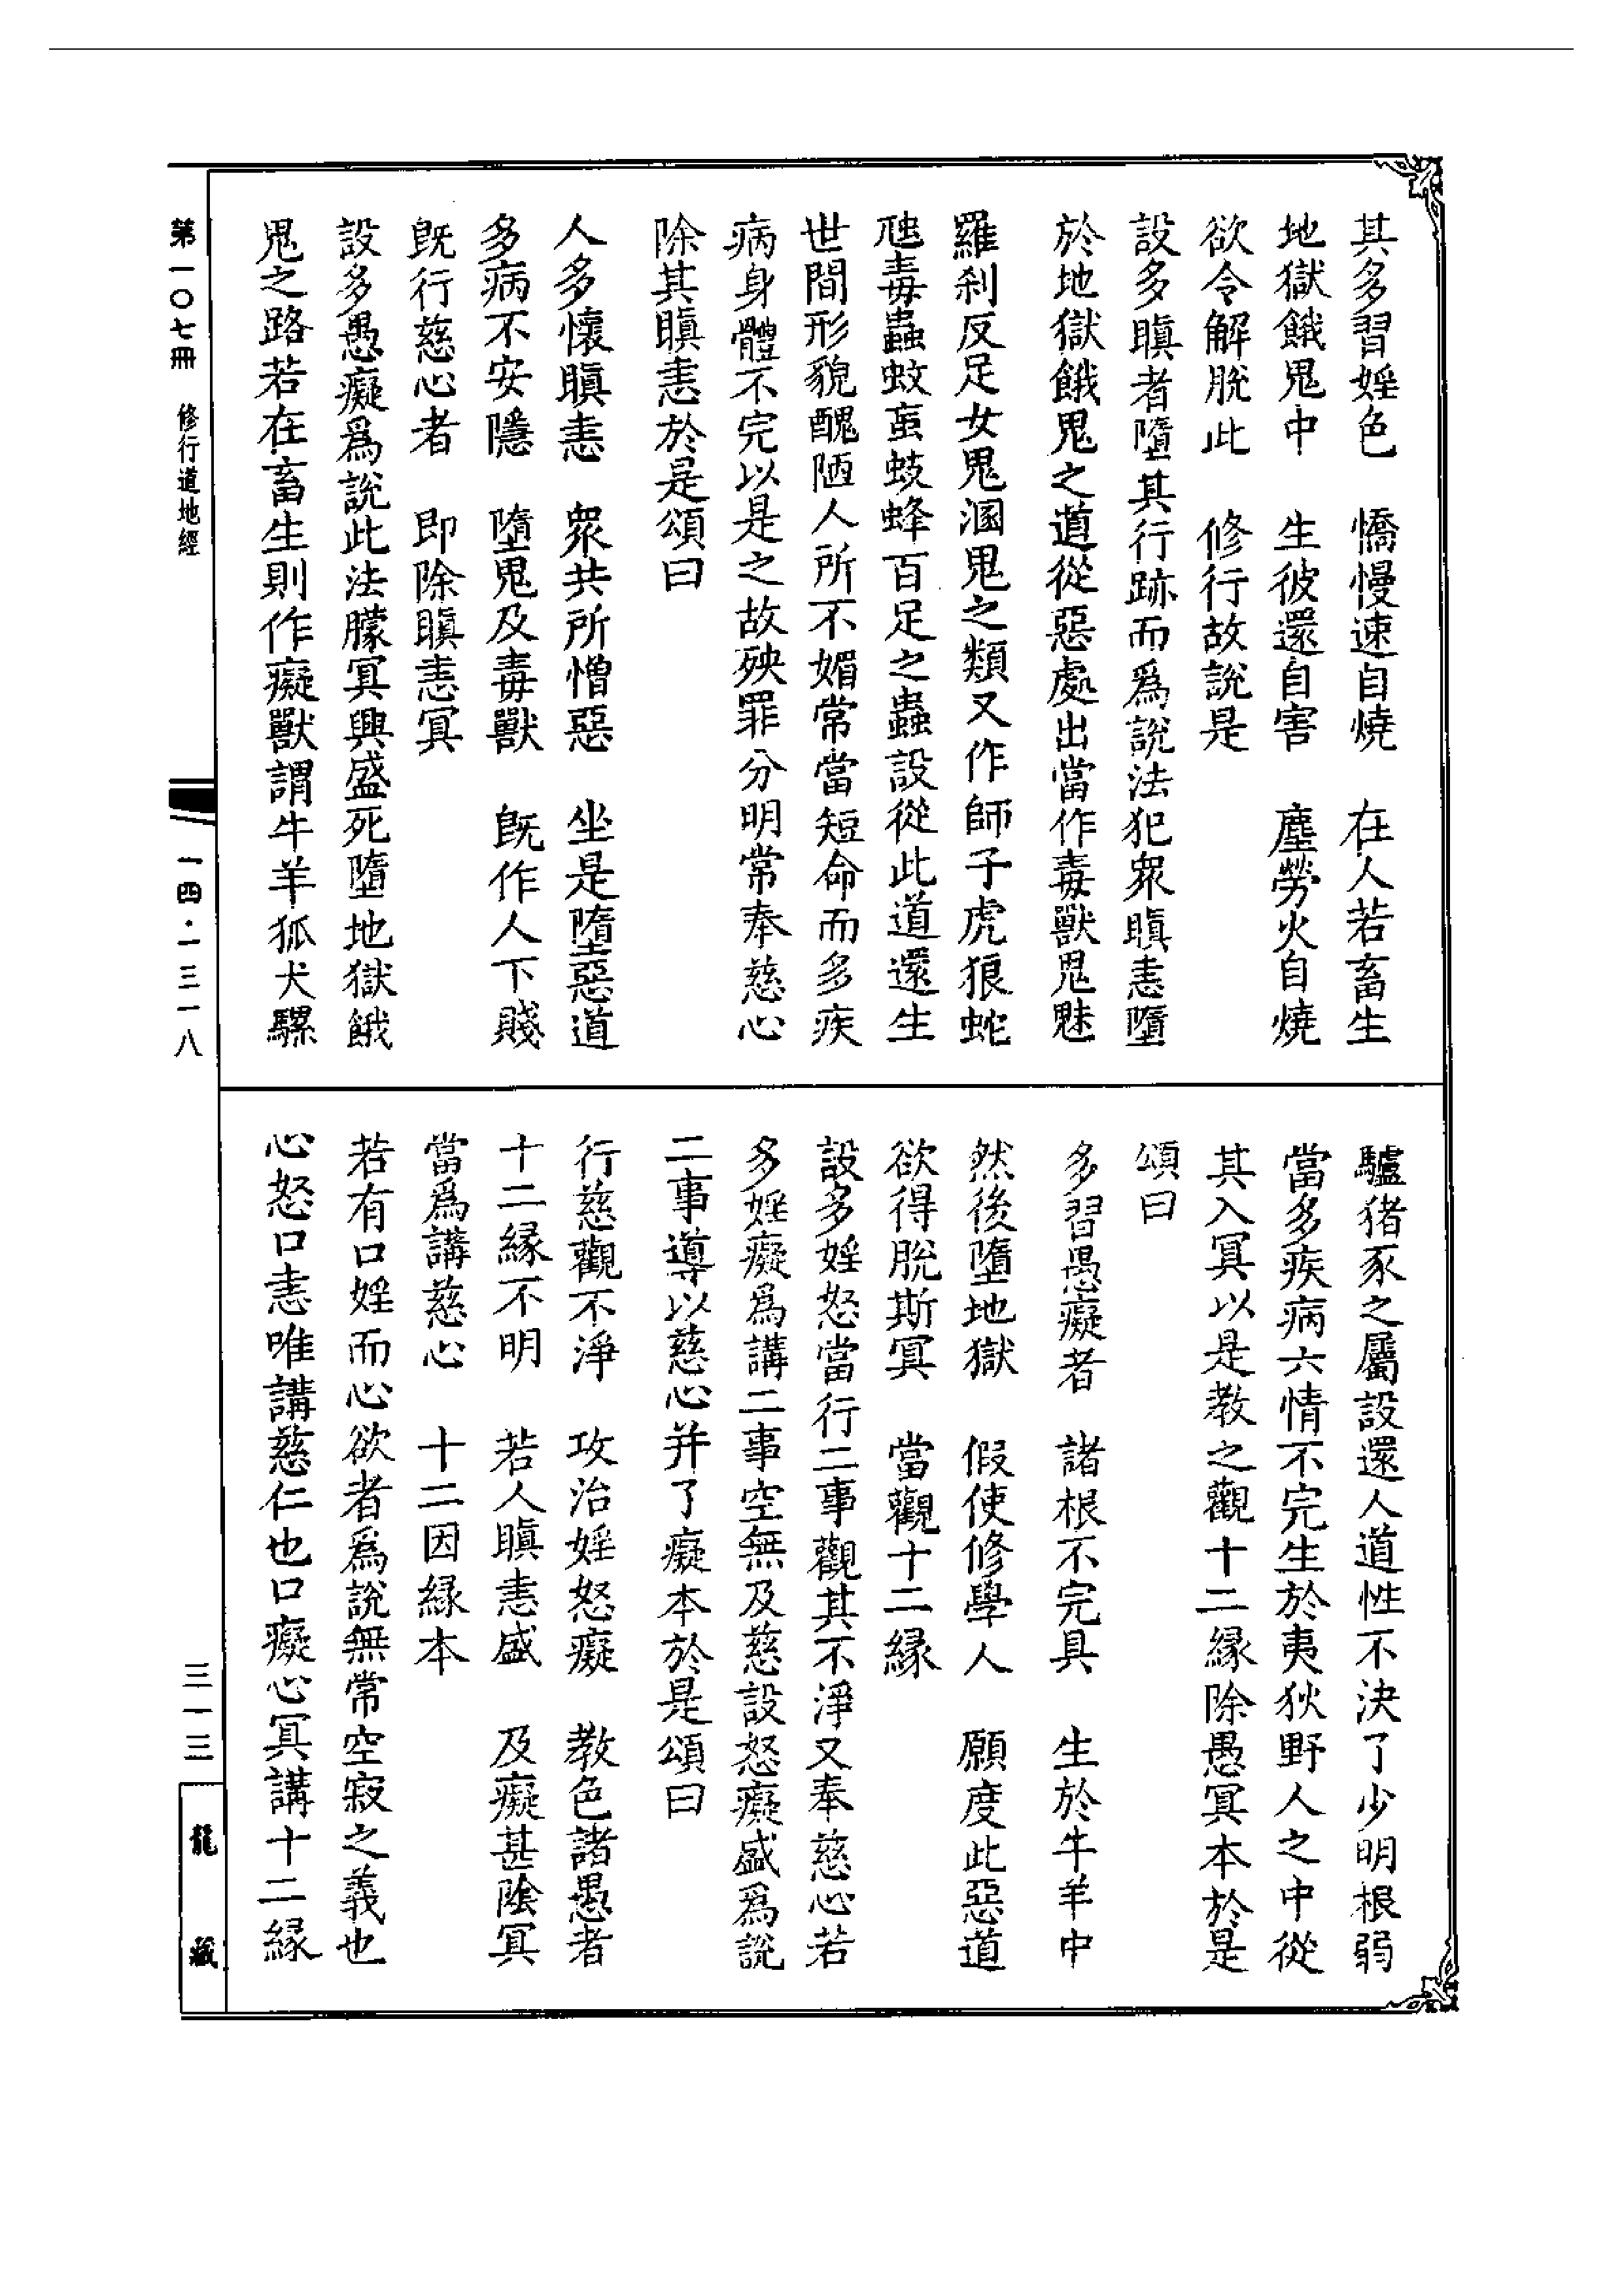 其多習婬色　憍慢速自燒　在人若畜生
地獄餓鬼中　生彼還自害　塵勞火自燒
欲令解脫此　修行故說是
設多瞋者墮其行跡而爲說法犯衆瞋恚墮
於地獄餓鬼之道從惡處出當作毒獸鬼魅
羅刹反足女鬼溷鬼之類又作師子虎狼蛇
虺毒蟲蚊虻蚑蜂百足之蟲設從此道還生
世間形貌醜陋人所不媚常當短命而多疾
病身體不完以是之故殃罪分明常奉慈心
除其瞋恚於是頌曰
人多懷瞋恚　衆共所憎惡　坐是墮惡道
多病不安隱　墮鬼及毒獸　旣作人下賤
旣行慈心者　即除瞋恚冥
設多愚癡爲說此法朦冥興盛死墮地獄餓
鬼之路若在畜生則作癡獸謂牛羊狐犬騾
驢猪豕之屬設還人道性不決了少明根弱
當多疾病六情不完生於夷狄野人之中從
其入冥以是教之觀十二緣除愚冥本於是
頌曰
多習愚癡者　諸根不完具　生於牛羊中
然後墮地獄　假使修學人　願度此惡道
欲得脫斯冥　當觀十二緣
設多婬怒當行二事觀其不淨又奉慈心若
多婬癡爲講二事空無及慈設怒癡盛爲說
二事導以慈心并了癡本於是頌曰
行慈觀不淨　攻治婬怒癡　教色諸愚者
十二緣不明　若人瞋恚盛　及癡甚陰冥
當爲講慈心　十二因緣本
若有口婬而心欲者爲說無常空寂之義也
心怒口恚唯講慈仁也口癡心冥講十二緣
第一〇七冊　修行道地經
一四·一三一八
三一三
龍藏